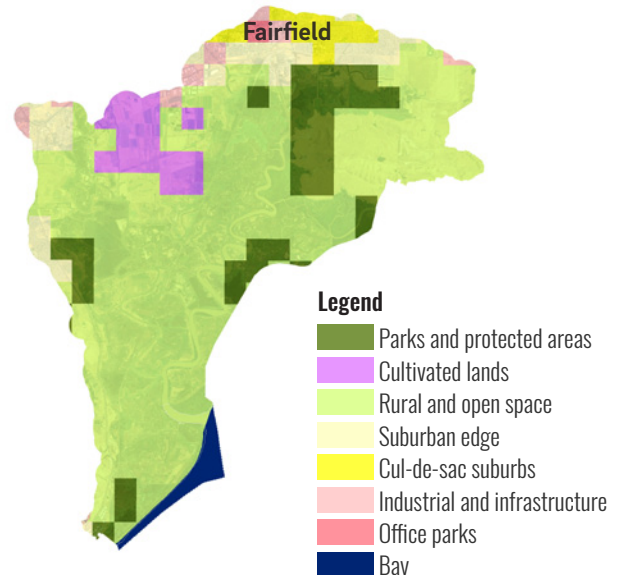 Fairfield
Legend
Parks and protected areas
Cultivated lands
Rural and open space
Suburban edge
Cul-de-sac suburbs
Industrial and infrastructure
Office parks
Bay